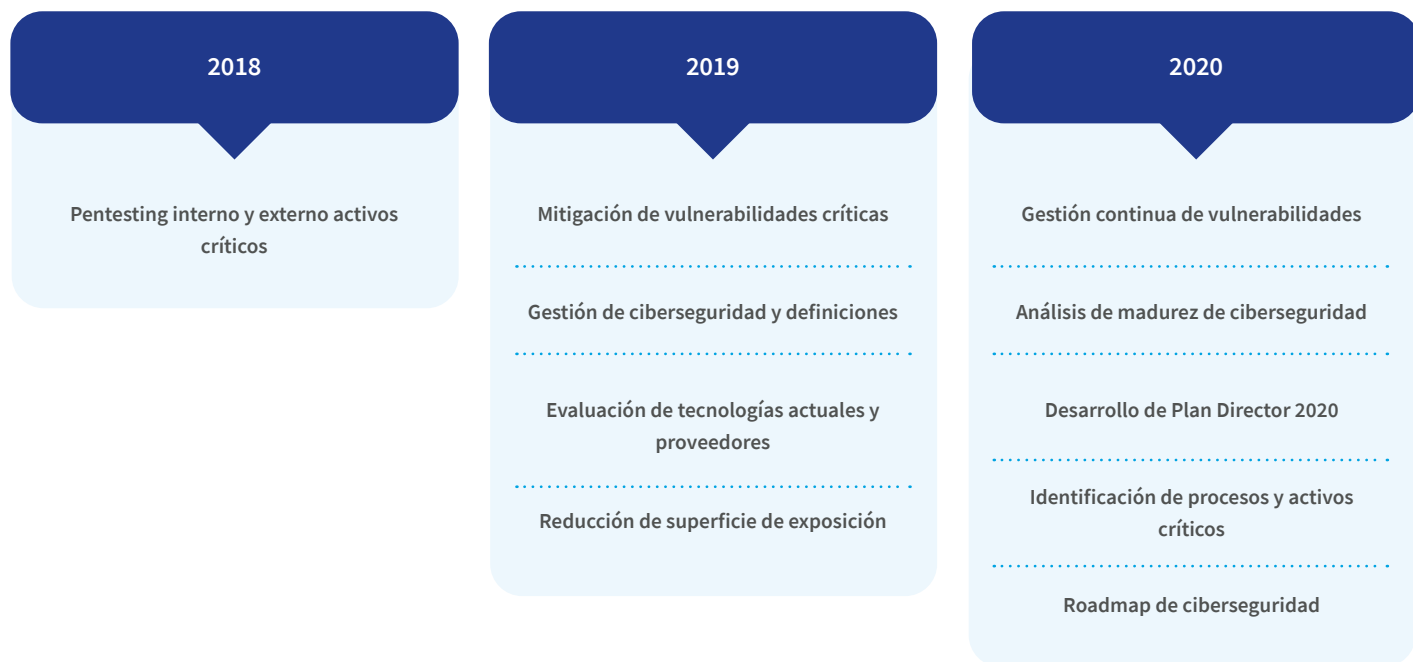 2018
Pentesting interno y externo activos
críticos
2019
Mitigación de vulnerabilidades críticas
Gestión de ciberseguridad y definiciones
Evaluación de tecnologías actuales y
proveedores
Reducción de superficie de exposición
2020
Gestión continua de vulnerabilidades
Análisis de madurez de ciberseguridad
Desarrollo de Plan Director 2020
Identificación de procesos y activos
críticos
Roadmap de ciberseguridad